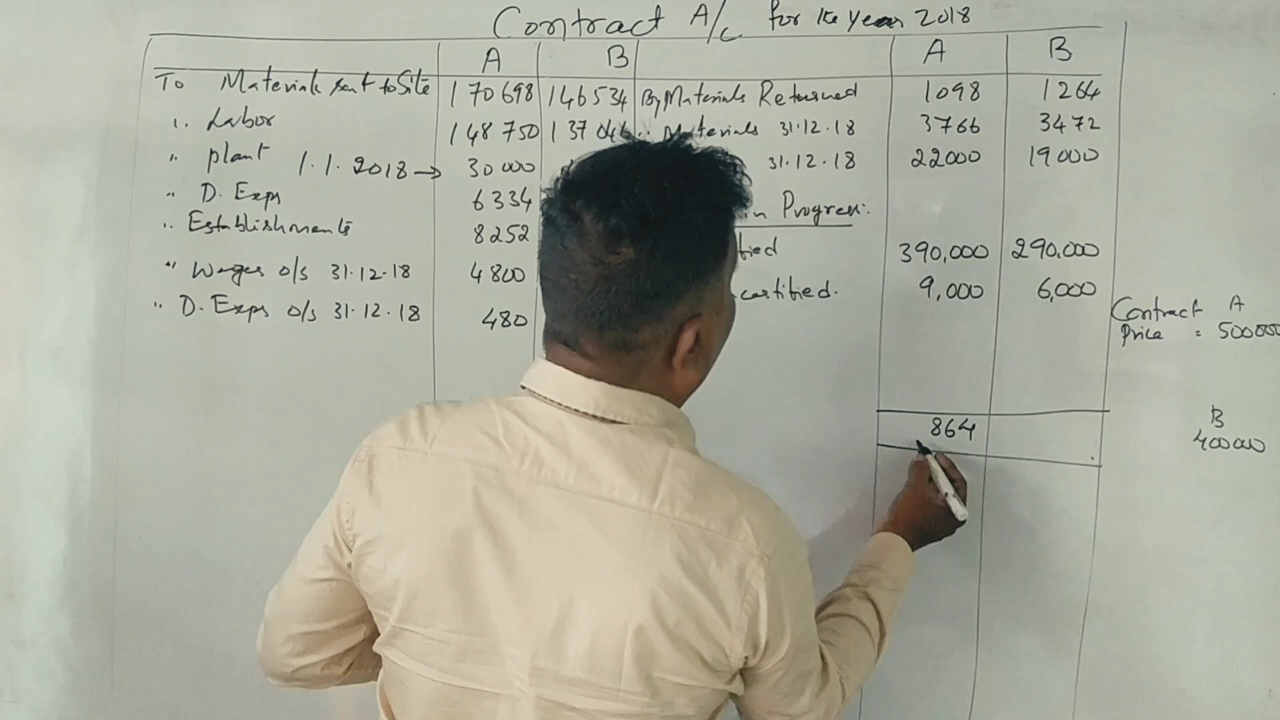 Contract A/c for the year 2018
A B A B
To Materials sent to Site 170698 146534 By Materials Returned 1098 1264
" Labor 148750 137046 " Materials 31.12.18 3766 3472
" plant 1.1.2018 → 30000 31.12.18 22000 19000
" D. Exps 6334
in Progress.
" Establishments 8252
390,000 290,000
" Wages o/s 31.12.18 4800
certified. 9,000 6,000
" D. Exps o/s 31.12.18 480
Contract A
Price = 500000
864
B
400000